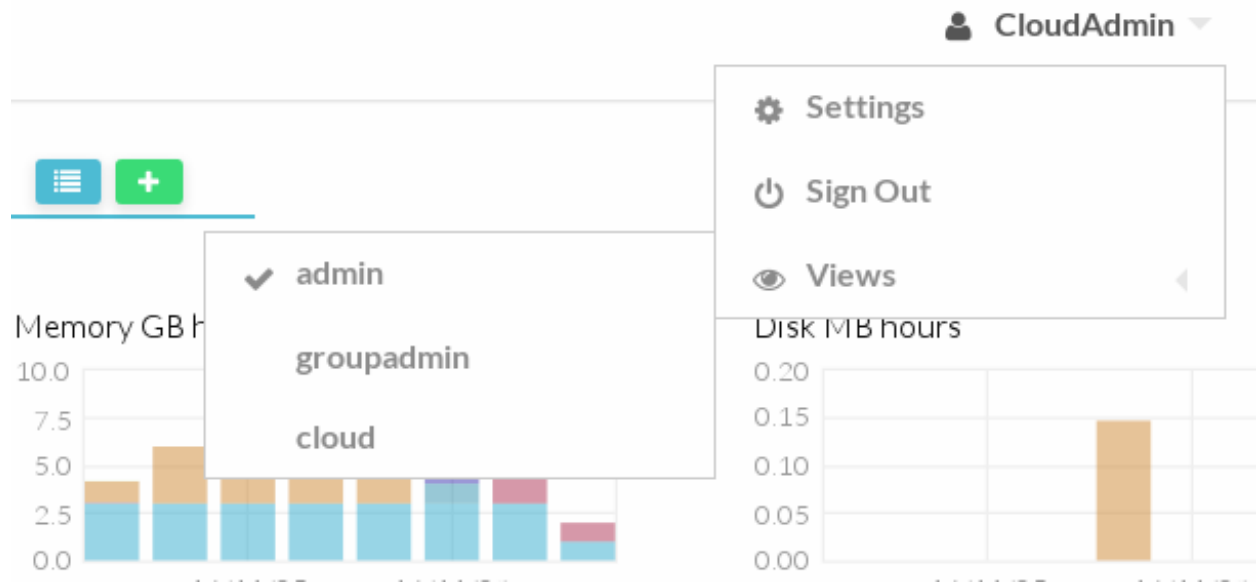 CloudAdmin
Settings
Sign Out
Views
admin
groupadmin
cloud
Memory GB h
10.0
7.5
5.0
2.5
0.0
Disk MB hours
0.20
0.15
0.10
0.05
0.00